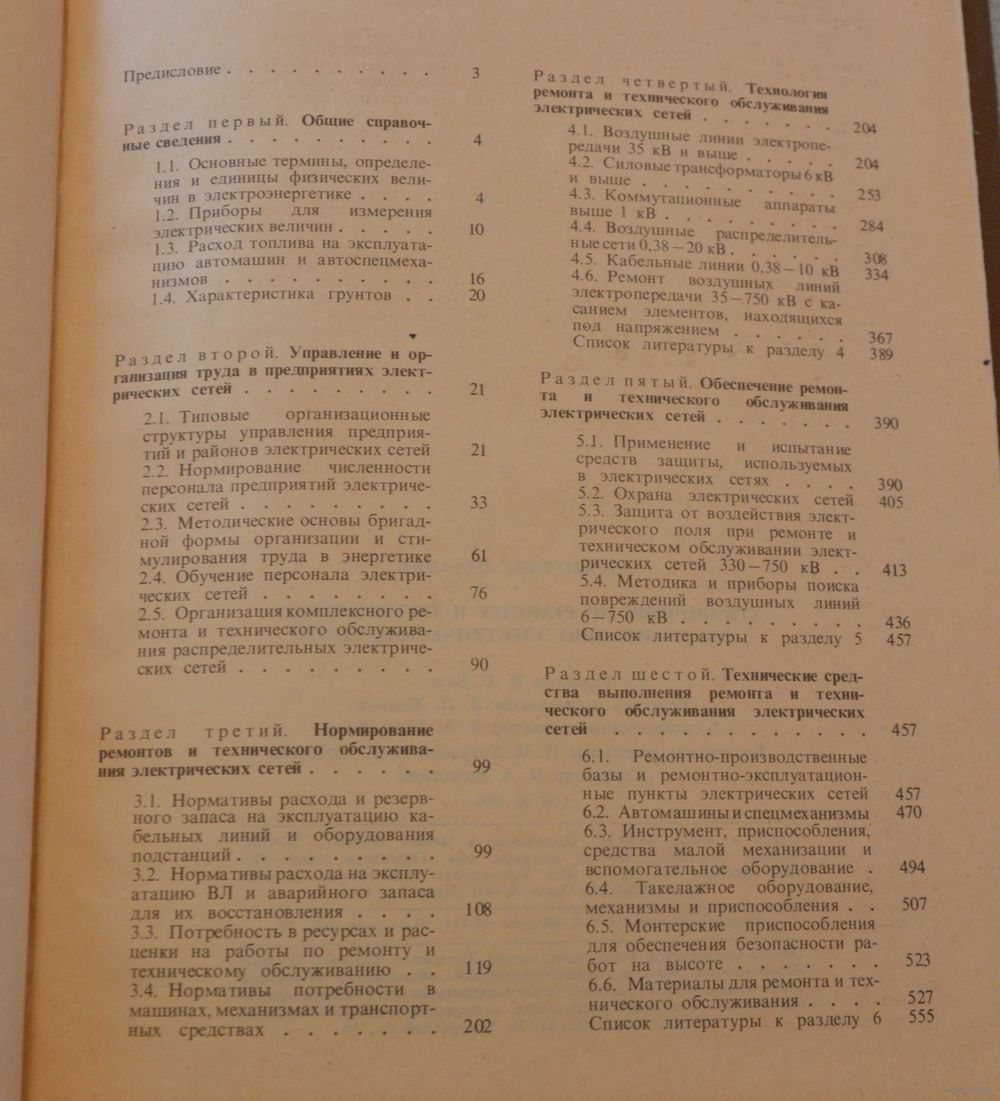 Предисловие . . . . . . . . . . 3
Раздел первый. Общие справоч-
ные сведения . . . . . . . . . . 4
1.1. Основные термины, определе-
ния и единицы физических вели-
чин в электроэнергетике . . . . 4
1.2. Приборы для измерения
электрических величин . . . . . 10
1.3. Расход топлива на эксплуата-
цию автомашин и автоспецмеха-
низмов . . . . . . . . . . 16
1.4. Характеристика грунтов . . 20
Раздел второй. Управление и ор-
ганизация труда в предприятиях элект-
рических сетей . . . . . . . . . 21
2.1. Типовые организационные
структуры управления предприя-
тий и районов электрических сетей 21
2.2. Нормирование численности
персонала предприятий электриче-
ских сетей . . . . . . . . . 33
2.3. Методические основы бригад-
ной формы организации и сти-
мулирования труда в энергетике 61
2.4. Обучение персонала электри-
ческих сетей . . . . . . . . 76
2.5. Организация комплексного ре-
монта и технического обслужива-
ния распределительных электриче-
ских сетей . . . . . . . . . 90
Раздел третий. Нормирование
ремонтов и технического обслужива-
ния электрических сетей . . . . . . 99
3.1. Нормативы расхода и резерв-
ного запаса на эксплуатацию ка-
бельных линий и оборудования
подстанций . . . . . . . . . 99
3.2. Нормативы расхода на эксплу-
атацию ВЛ и аварийного запаса
для их восстановления . . . . 108
3.3. Потребность в ресурсах и рас-
ценки на работы по ремонту и
техническому обслуживанию . . 119
3.4. Нормативы потребности в
машинах, механизмах и транспорт-
ных средствах . . . . . . . 202
Раздел четвертый. Технология
ремонта и технического обслуживания
электрических сетей . . . . . . . 204
4.1. Воздушные линии электропе-
редачи 35 кВ и выше . . . . . 204
4.2. Силовые трансформаторы 6 кВ
и выше . . . . . . . . . 253
4.3. Коммутационные аппараты
выше 1 кВ . . . . . . . . 284
4.4. Воздушные распределитель-
ные сети 0,38—20 кВ . . . . . 308
4.5. Кабельные линии 0,38—10 кВ 334
4.6. Ремонт воздушных линий
электропередачи 35—750 кВ с ка-
санием элементов, находящихся
под напряжением . . . . . . 367
Список литературы к разделу 4 389
Раздел пятый. Обеспечение ремон-
та и технического обслуживания
электрических сетей . . . . . . . 390
5.1. Применение и испытание
средств защиты, используемых
в электрических сетях . . . . 390
5.2. Охрана электрических сетей 405
5.3. Защита от воздействия элект-
рического поля при ремонте и
техническом обслуживании элект-
рических сетей 330—750 кВ . . 413
5.4. Методика и приборы поиска
повреждений воздушных линий
6—750 кВ . . . . . . . . . 436
Список литературы к разделу 5 457
Раздел шестой. Технические сред-
ства выполнения ремонта и техни-
ческого обслуживания электрических
сетей . . . . . . . . . . . . 457
6.1. Ремонтно-производственные
базы и ремонтно-эксплуатацион-
ные пункты электрических сетей 457
6.2. Автомашины и спецмеханизмы 470
6.3. Инструмент, приспособления,
средства малой механизации и
вспомогательное оборудование . 494
6.4. Такелажное оборудование,
механизмы и приспособления . . 507
6.5. Монтерские приспособления
для обеспечения безопасности ра-
бот на высоте . . . . . . . 523
6.6. Материалы для ремонта и тех-
нического обслуживания . . . . 527
Список литературы к разделу 6 555